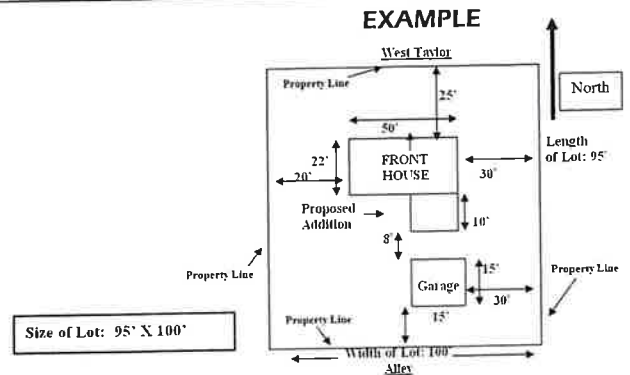 EXAMPLE
West Taylor
Property Line
25'
North
50'
Length
of Lot: 95'
22'
FRONT
HOUSE
20'
30'
Proposed
Addition
10'
8'
Property Line
Garage
15'
Property Line
30'
15'
Property Line
Size of Lot: 95' X 100'
Width of Lot: 100'
Alley